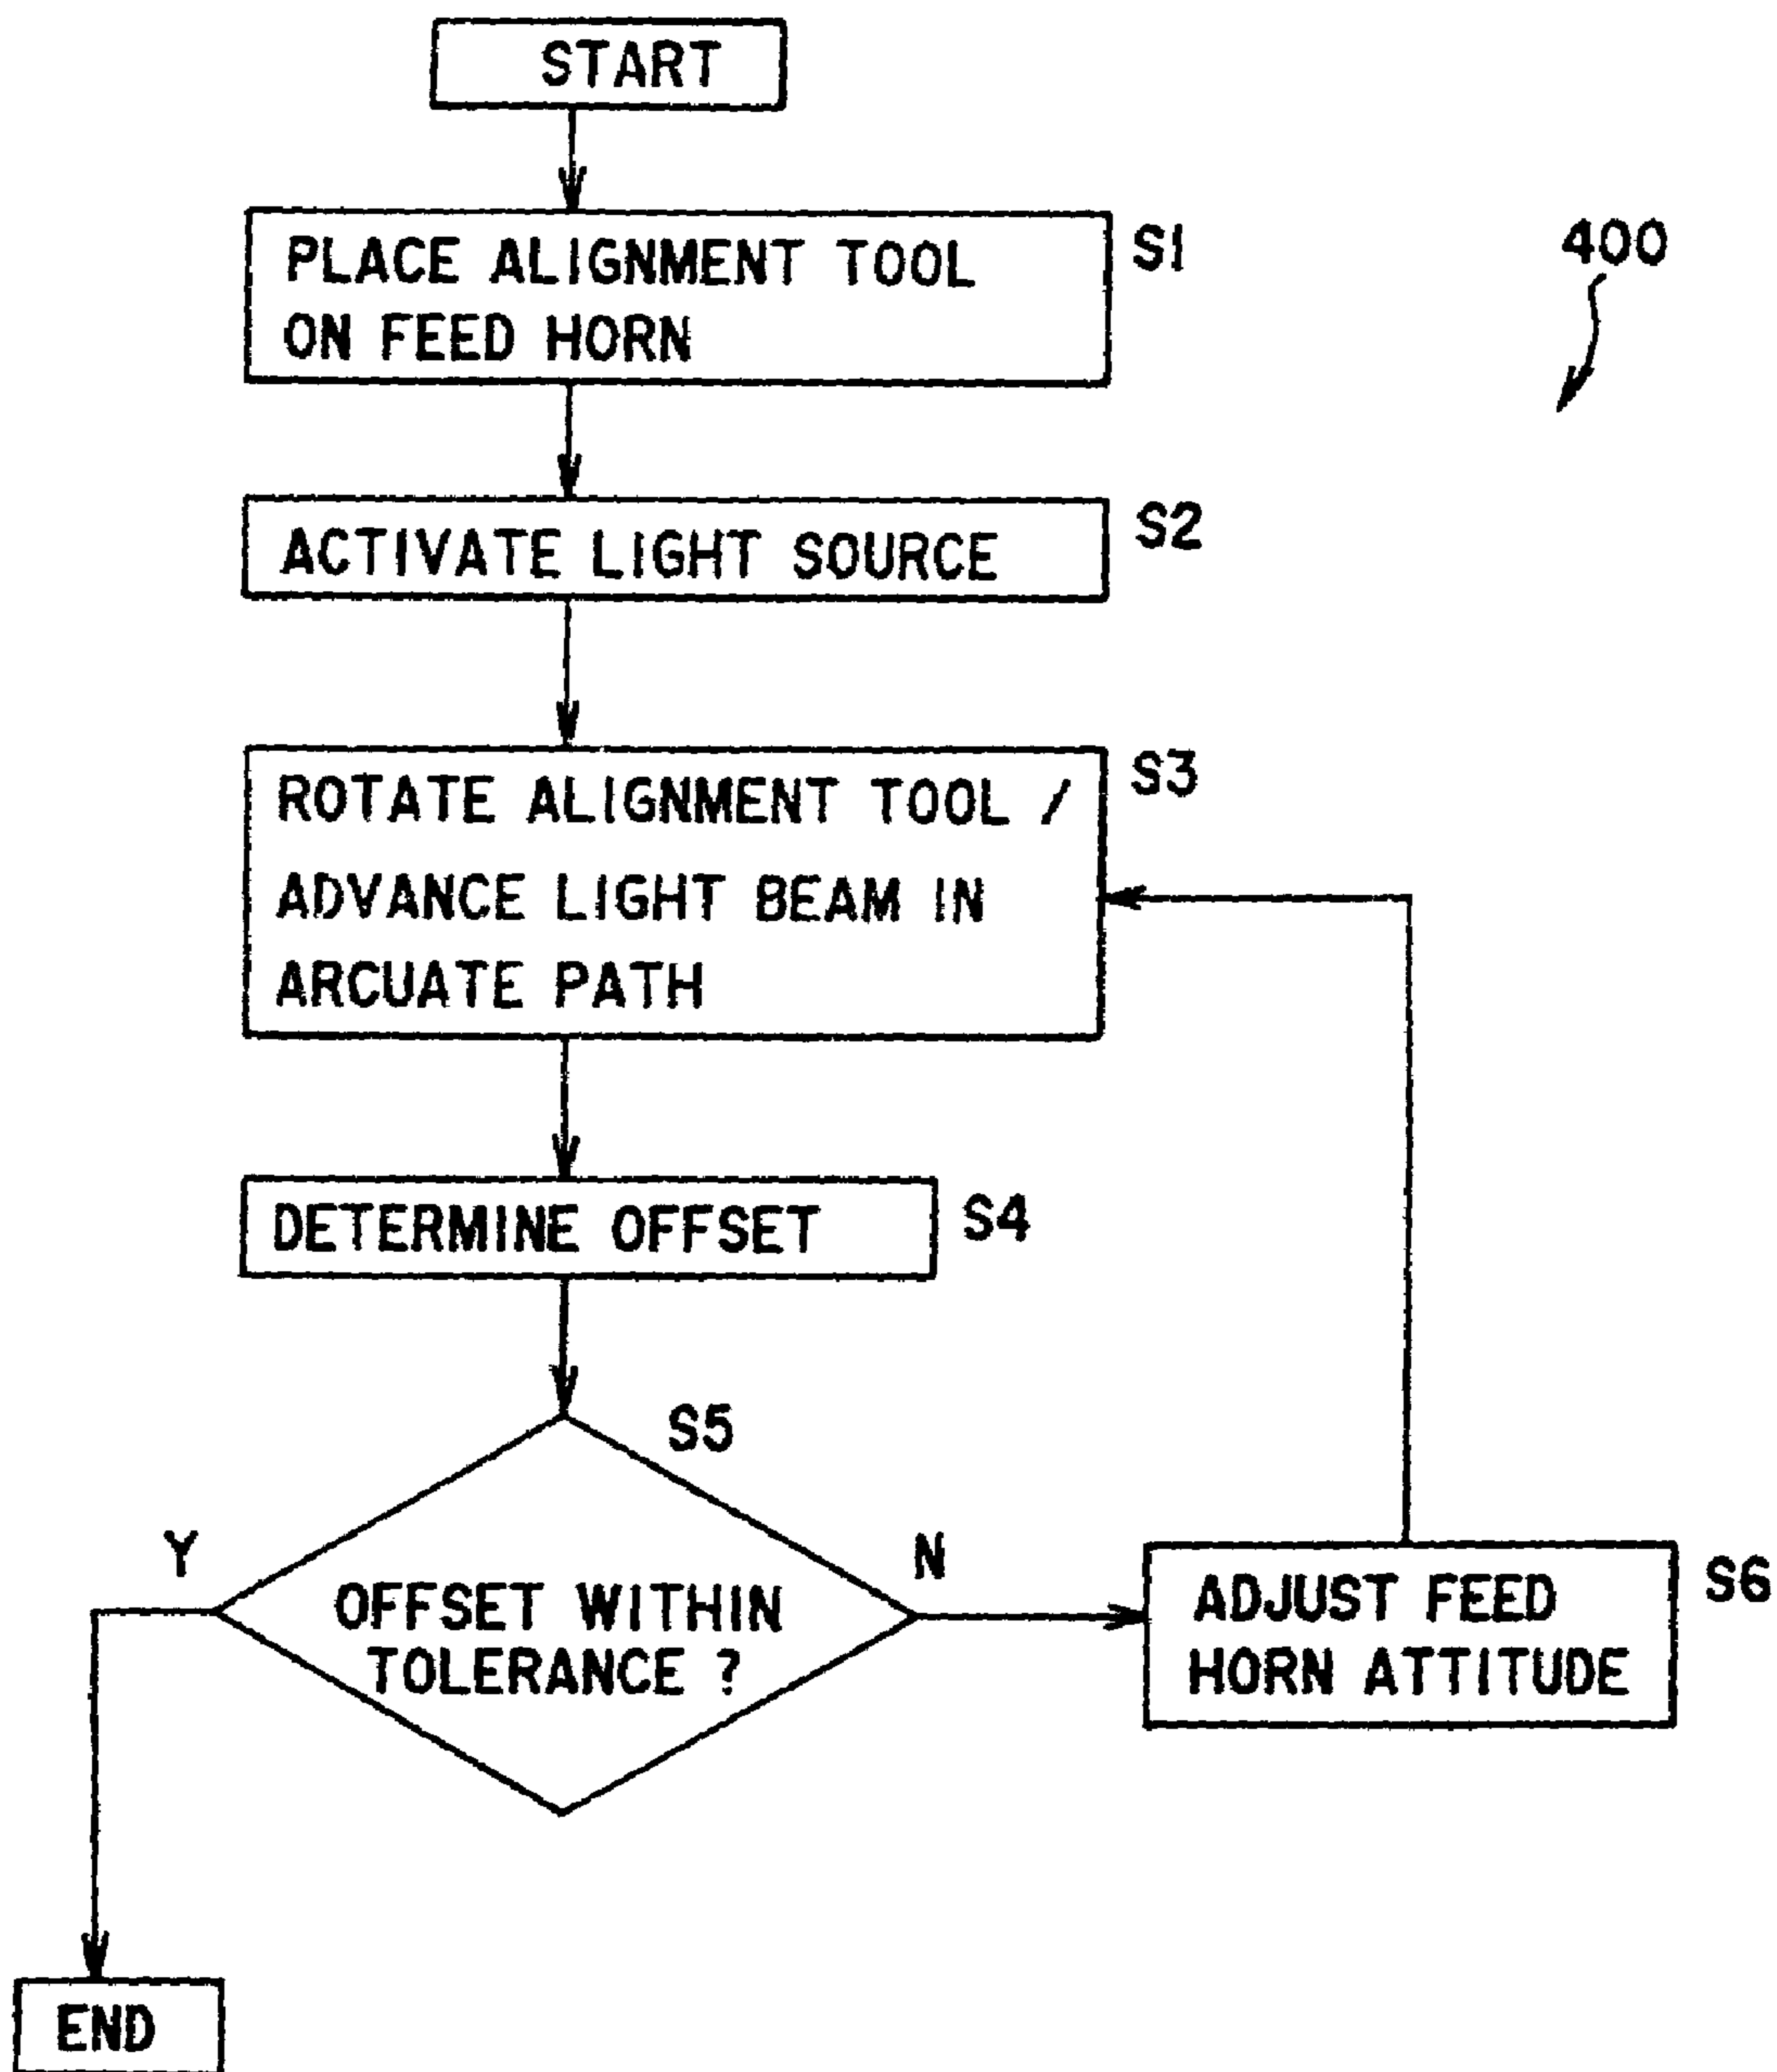 START
PLACE ALIGNMENT TOOL
ON FEED HORN
S1
400
ACTIVATE LIGHT SOURCE
S2
ROTATE ALIGNMENT TOOL /
ADVANCE LIGHT BEAM IN
ARCUATE PATH
S3
DETERMINE OFFSET
S4
S5
Y
N
OFFSET WITHIN
TOLERANCE ?
ADJUST FEED
HORN ATTITUDE
S6
END